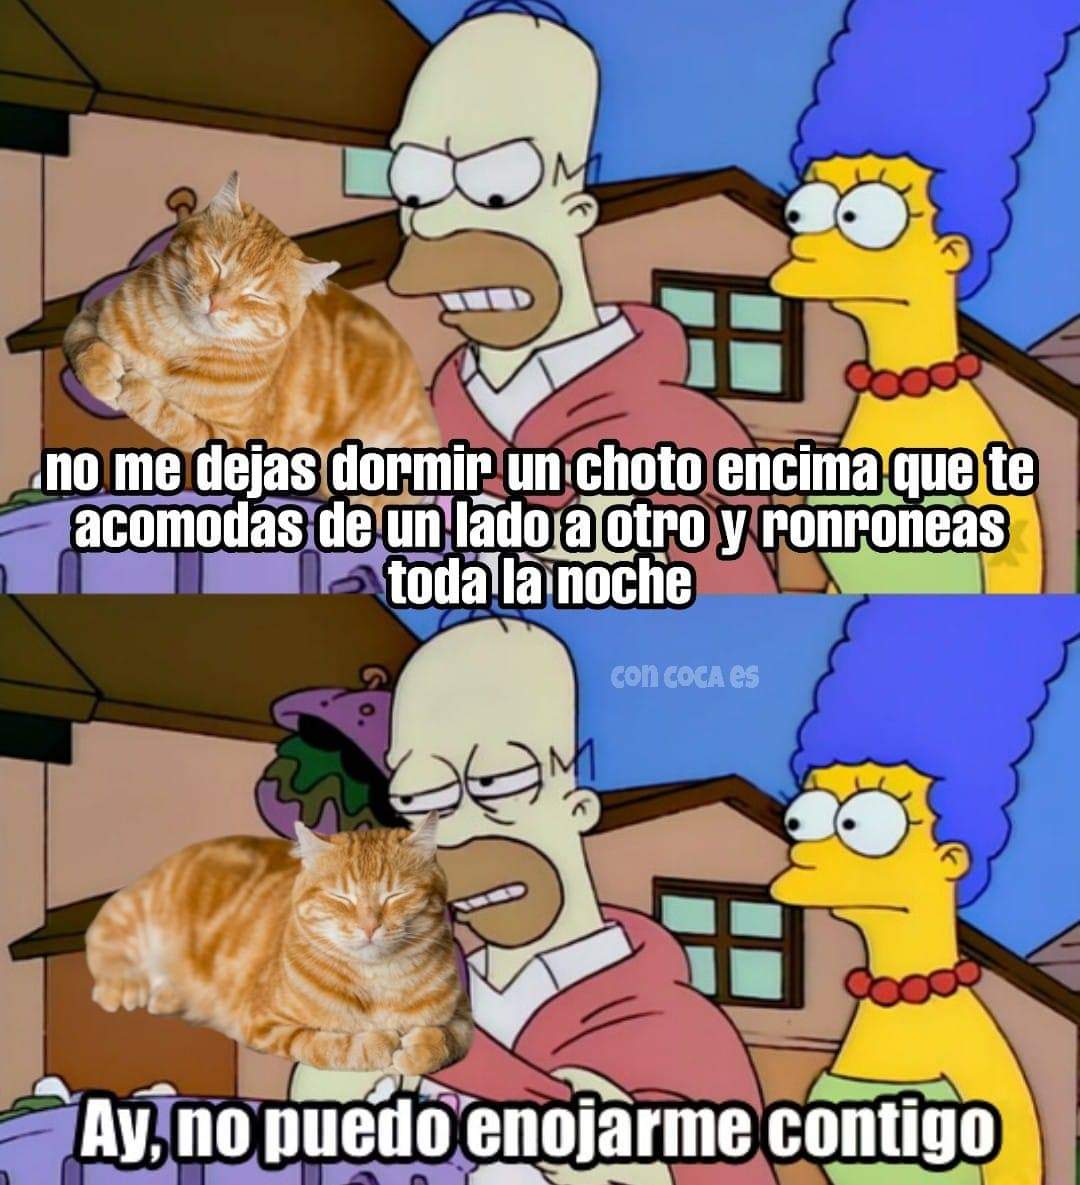 no me dejas dormir un choto encima que te
acomodas de un lado a otro y ronroneas
toda la noche
con coca es
Ay, no puedo enojarme contigo